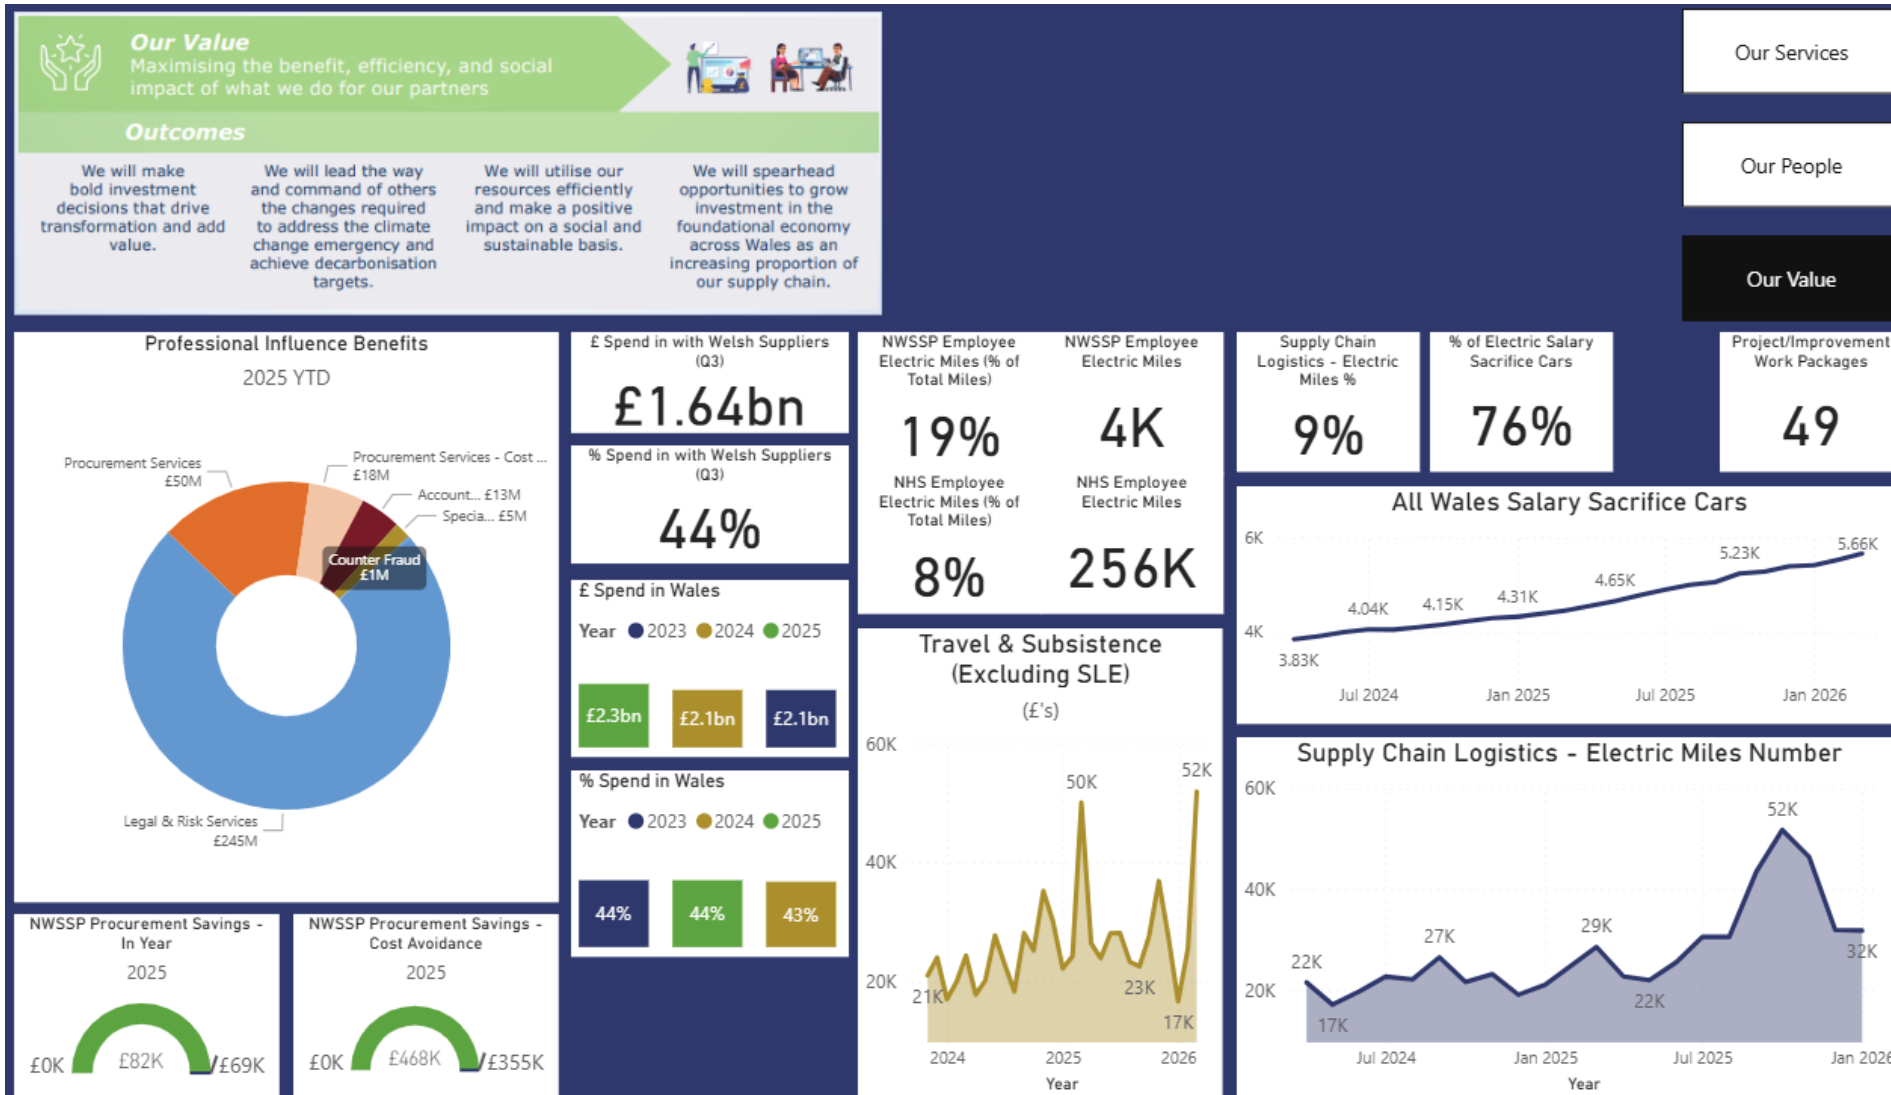 Our Value
Maximising the benefit, efficiency, and social
impact of what we do for our partners
Outcomes
We will make
bold investment
decisions that drive
transformation and add
value.
We will lead the way
and command of others
the changes required
to address the climate
change emergency and
achieve decarbonisation
targets.
We will utilise our
resources efficiently
and make a positive
impact on a social and
sustainable basis.
We will spearhead
opportunities to grow
investment in the
foundational economy
across Wales as an
increasing proportion of
our supply chain.
Our Services
Our People
Our Value
Professional Influence Benefits
2025 YTD
Procurement Services
£50M
Procurement Services - Cost ...
£18M
Account... £13M
Specia... £5M
Counter Fraud
£1M
Legal & Risk Services
£245M
NWSSP Procurement Savings -
In Year
2025
£0K
£82K
£69K
NWSSP Procurement Savings -
Cost Avoidance
2025
£0K
£468K
£355K
£ Spend in with Welsh Suppliers
(Q3)
£1.64bn
% Spend in with Welsh Suppliers
(Q3)
44%
£ Spend in Wales
Year 2023 2024 2025
£2.3bn £2.1bn £2.1bn
% Spend in Wales
Year 2023 2024 2025
44% 44% 43%
NWSSP Employee
Electric Miles (% of
Total Miles)
19%
NWSSP Employee
Electric Miles
4K
NHS Employee
Electric Miles (% of
Total Miles)
8%
NHS Employee
Electric Miles
256K
Travel & Subsistence
(Excluding SLE)
(£'s)
60K
40K
20K
21K
50K
23K
17K
52K
2024 2025 2026
Year
Supply Chain
Logistics - Electric
Miles %
9%
% of Electric Salary
Sacrifice Cars
76%
Project/Improvement
Work Packages
49
All Wales Salary Sacrifice Cars
6K
4K
3.83K
4.04K
4.15K
4.31K
4.65K
5.23K
5.66K
Jul 2024 Jan 2025 Jul 2025 Jan 2026
Supply Chain Logistics - Electric Miles Number
60K
40K
20K
22K
17K
27K
29K
22K
52K
32K
Jul 2024 Jan 2025 Jul 2025 Jan 2026
Year